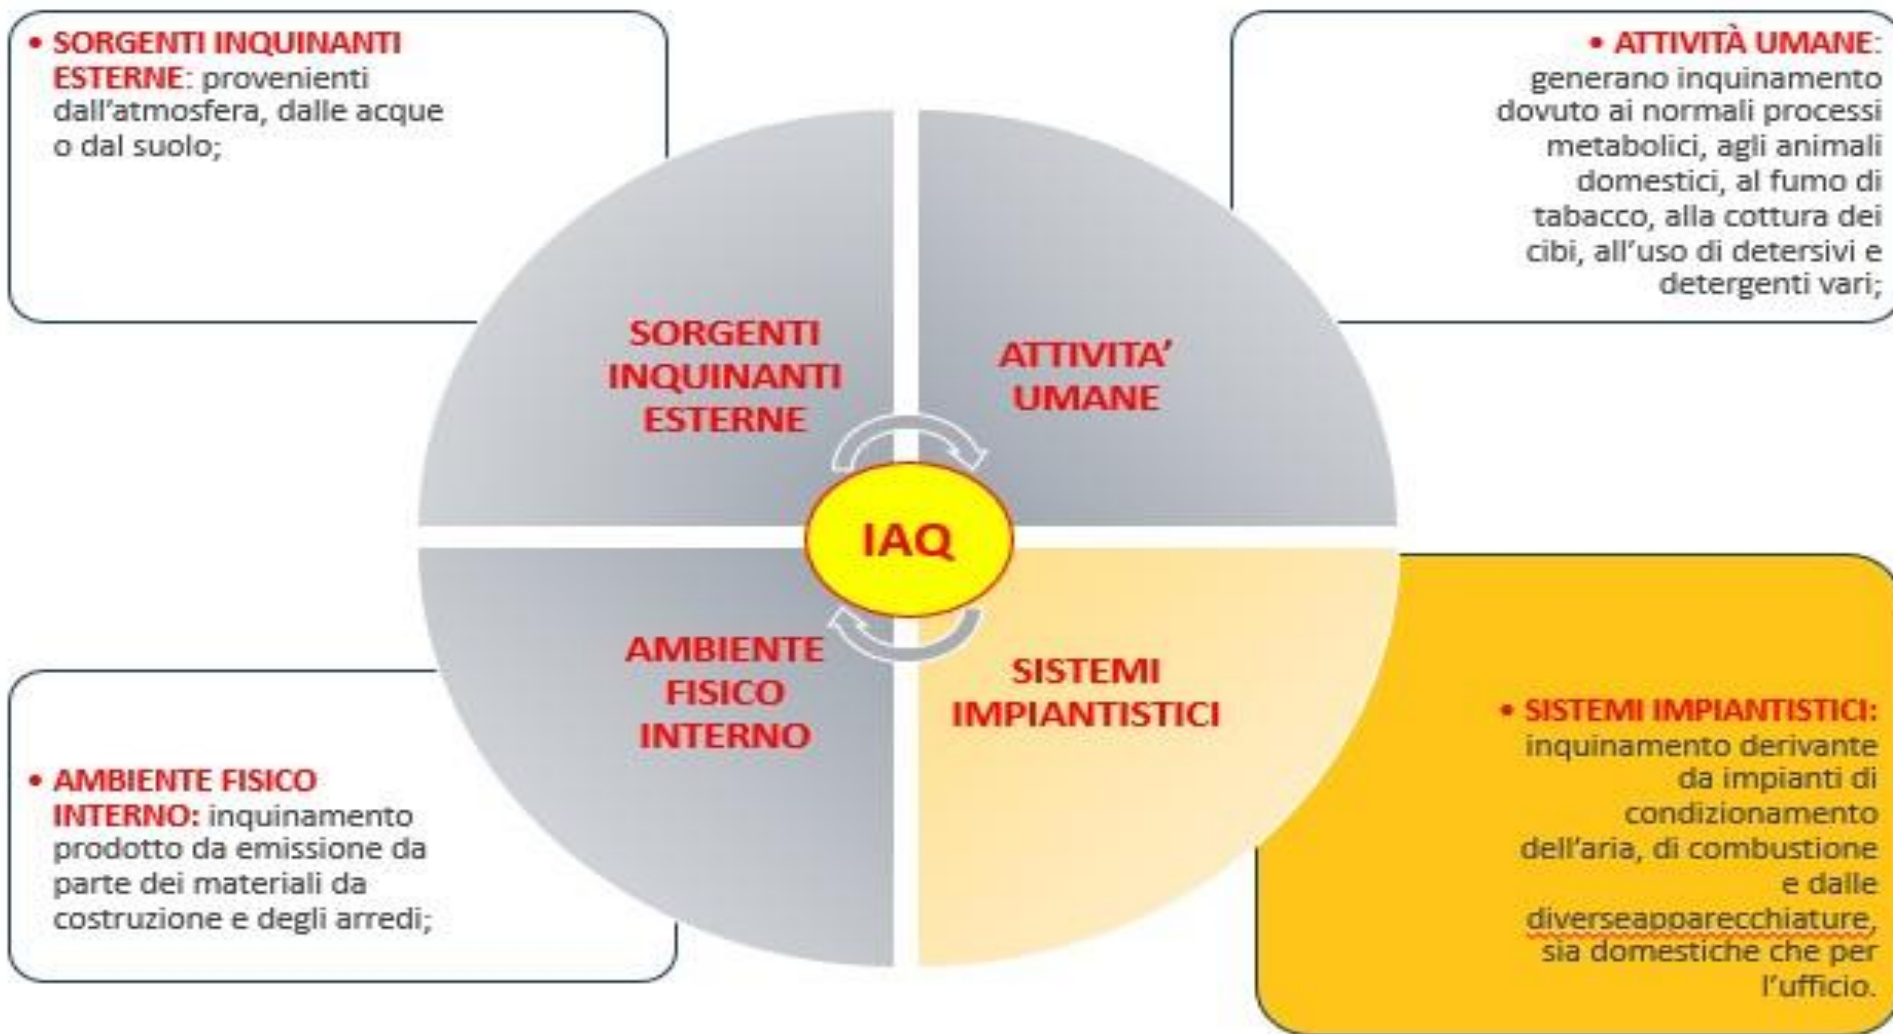 • SORGENTI INQUINANTI
ESTERNE: provenienti
dall'atmosfera, dalle acque
o dal suolo;
• ATTIVITÀ UMANE:
generano inquinamento
dovuto ai normali processi
metabolici, agli animali
domestici, al fumo di
tabacco, alla cottura dei
cibi, all'uso di detersivi e
detergenti vari;
SORGENTI
INQUINANTI
ESTERNE
ATTIVITA'
UMANE
IAQ
AMBIENTE
FISICO
INTERNO
SISTEMI
IMPIANTISTICI
• AMBIENTE FISICO
INTERNO: inquinamento
prodotto da emissione da
parte dei materiali da
costruzione e degli arredi;
• SISTEMI IMPIANTISTICI:
inquinamento derivante
da impianti di
condizionamento
dell'aria, di combustione
e dalle
diverseapparecchiature,
sia domestiche che per
l'ufficio.